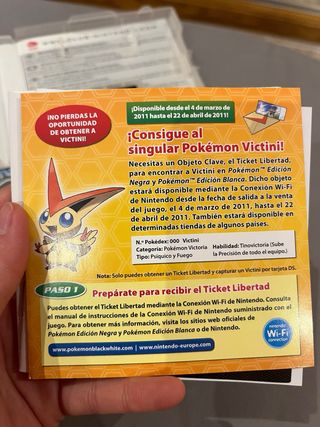 ¡NO PIERDAS LA
OPORTUNIDAD
DE OBTENER A
VICTINI!
¡Disponible desde el 4 de marzo de
2011 hasta el 22 de abril de 2011!
¡Consigue al
singular Pokémon Victini!
Necesitas un Objeto Clave, el Ticket Libertad,
para encontrar a Victini en Pokémon™ Edición
Negra y Pokémon™ Edición Blanca. Dicho objeto
estará disponible mediante la Conexión Wi-Fi
de Nintendo desde la fecha de salida a la venta
del juego, el 4 de marzo de 2011, hasta el 22
de abril de 2011. También estará disponible en
determinadas tiendas de algunos países.
N.º Pokédex: 000 Victini
Categoría: Pokémon Victoria
Tipo: Psíquico y Fuego
Habilidad: Tinovictoria (Sube
la Precisión de todo el equipo.)
Nota: Solo puedes obtener un Ticket Libertad y capturar un Victini por tarjeta DS.
PASO 1
Prepárate para recibir el Ticket Libertad
Puedes obtener el Ticket Libertad mediante la Conexión Wi-Fi de Nintendo. Consulta
el manual de instrucciones de la Conexión Wi-Fi de Nintendo suministrado con el
juego. Para obtener más información, visita los sitios web oficiales de
Pokémon Edición Negra y Pokémon Edición Blanca o de Nintendo.
www.pokemonblackwhite.com | www.nintendo-europe.com
Nintendo
Wi-Fi
connection